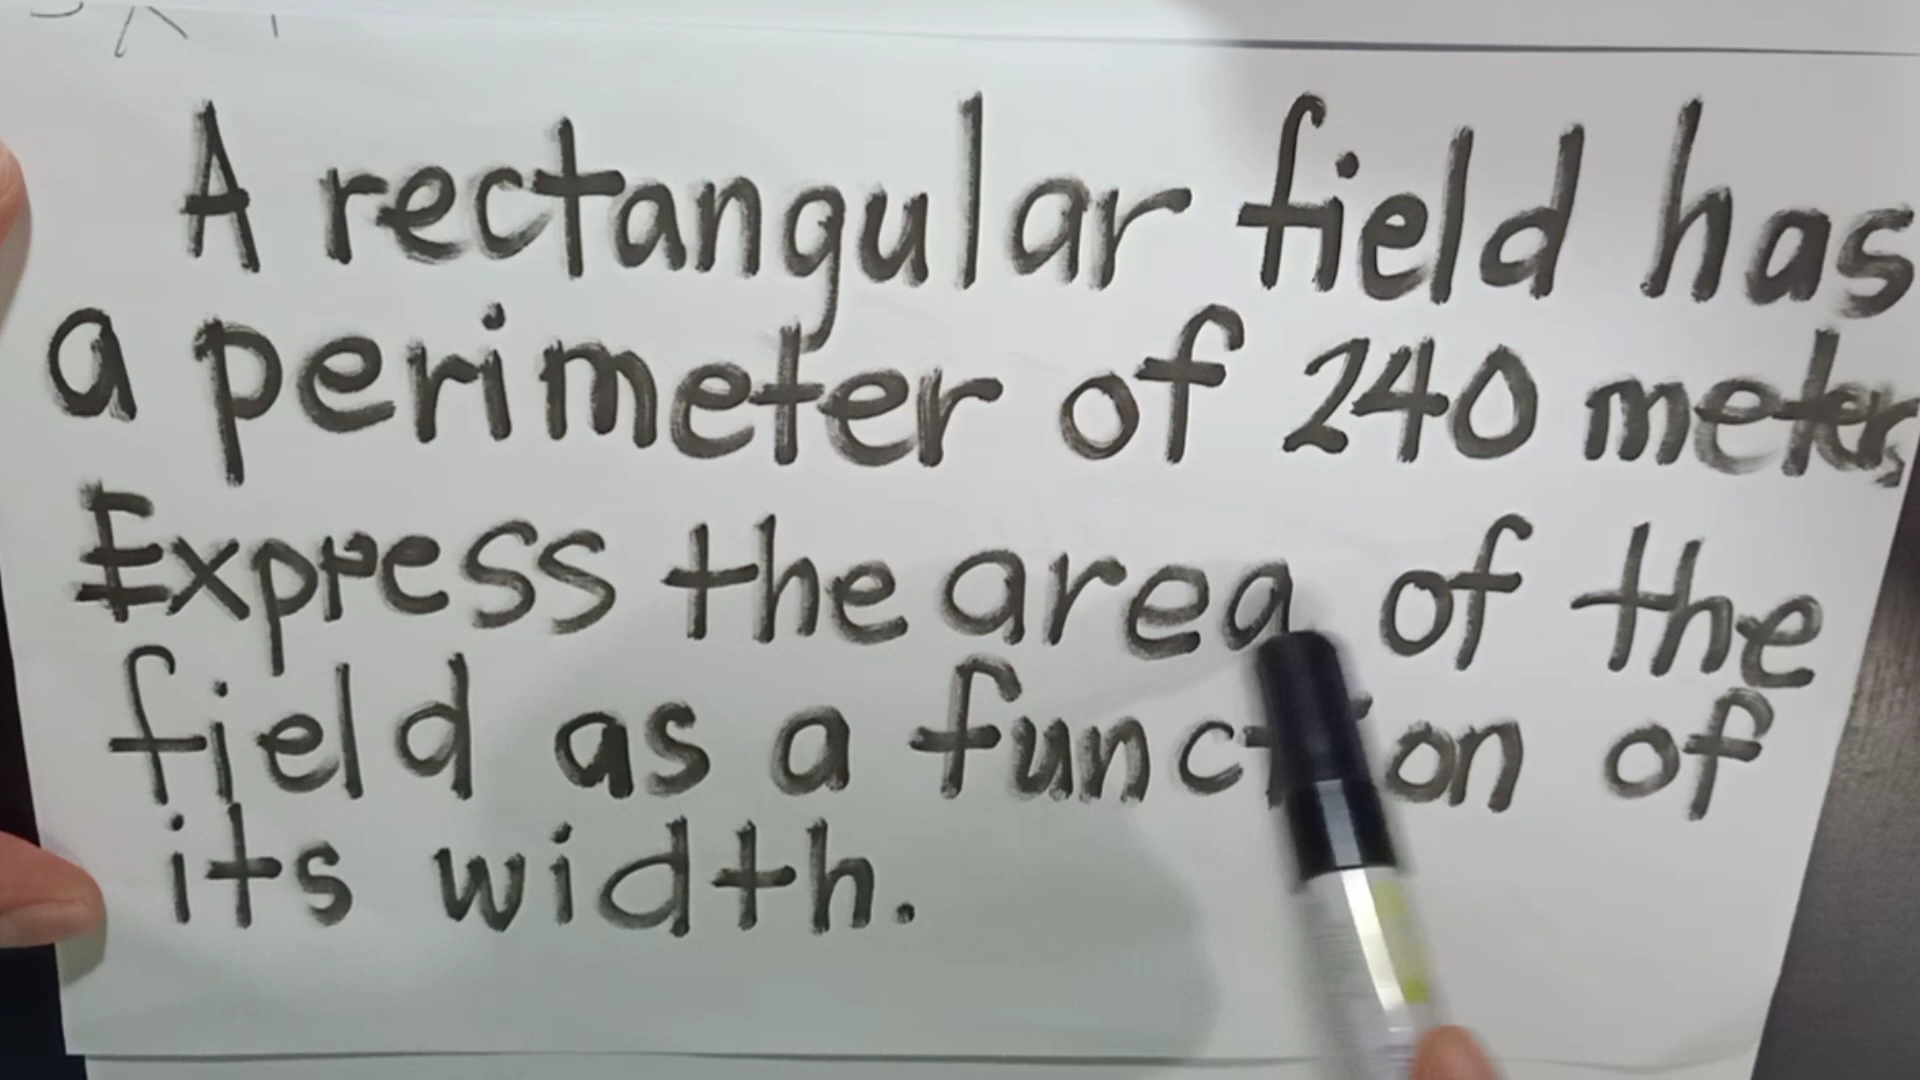 A rectangular field has
a perimeter of 240 meters
Express the area of the
field as a function of
its width.